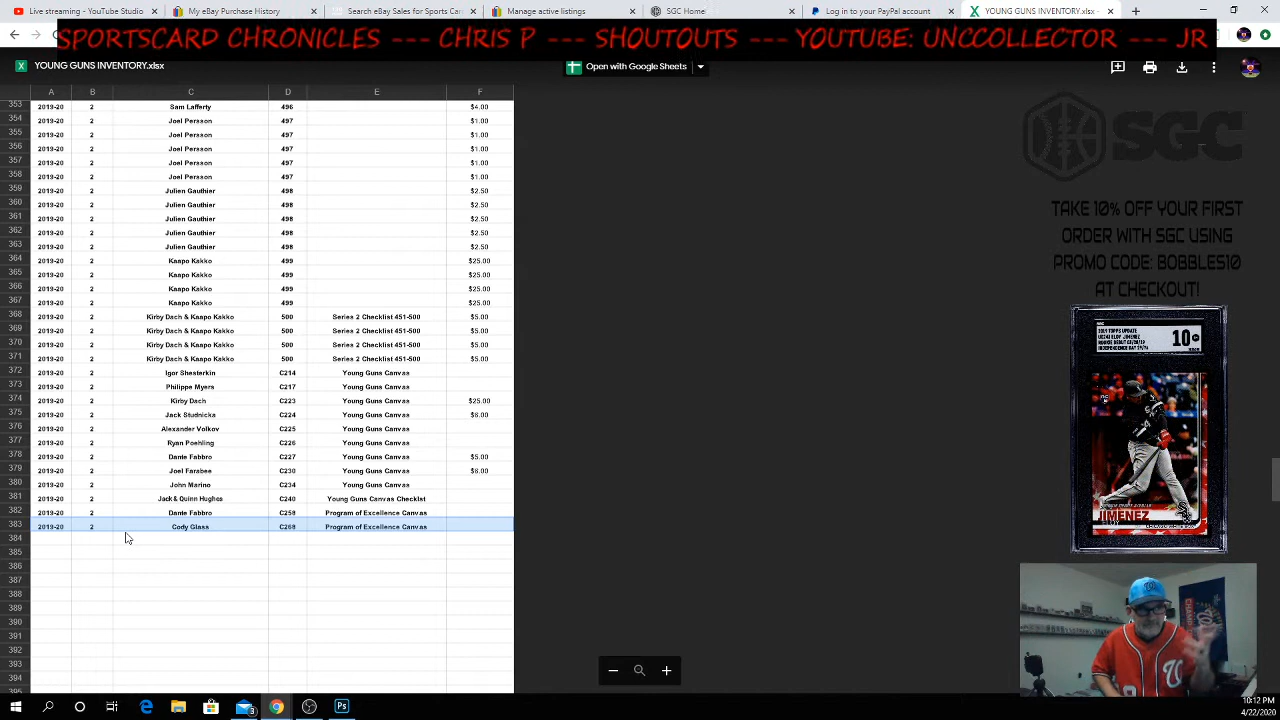 Live streaming - YouTube Studio
My eBay Purchase History
Search eBay Sales for Sports Car
Manage active listings
SGC Home
Log in to your PayPal account
YOUNG GUNS INVENTORY.xlsx -
SPORTSCARD CHRONICLES --- CHRIS P --- SHOUTOUTS --- YOUTUBE: UNCCOLLECTOR --- JR
YOUNG GUNS INVENTORY.xlsx
Open with Google Sheets
A B C D E F
353 2019-20 2 Sam Lafferty 496 $4.00
354 2019-20 2 Joel Persson 497 $1.00
355 2019-20 2 Joel Persson 497 $1.00
356 2019-20 2 Joel Persson 497 $1.00
357 2019-20 2 Joel Persson 497 $1.00
358 2019-20 2 Joel Persson 497 $1.00
359 2019-20 2 Julien Gauthier 498 $2.50
360 2019-20 2 Julien Gauthier 498 $2.50
361 2019-20 2 Julien Gauthier 498 $2.50
362 2019-20 2 Julien Gauthier 498 $2.50
363 2019-20 2 Julien Gauthier 498 $2.50
364 2019-20 2 Kaapo Kakko 499 $25.00
365 2019-20 2 Kaapo Kakko 499 $25.00
366 2019-20 2 Kaapo Kakko 499 $25.00
367 2019-20 2 Kaapo Kakko 499 $25.00
368 2019-20 2 Kirby Dach & Kaapo Kakko 500 Series 2 Checklist 451-500 $5.00
369 2019-20 2 Kirby Dach & Kaapo Kakko 500 Series 2 Checklist 451-500 $5.00
370 2019-20 2 Kirby Dach & Kaapo Kakko 500 Series 2 Checklist 451-500 $5.00
371 2019-20 2 Kirby Dach & Kaapo Kakko 500 Series 2 Checklist 451-500 $5.00
372 2019-20 2 Igor Shesterkin C214 Young Guns Canvas
373 2019-20 2 Philippe Myers C217 Young Guns Canvas
374 2019-20 2 Kirby Dach C223 Young Guns Canvas $25.00
375 2019-20 2 Jack Studnicka C224 Young Guns Canvas $6.00
376 2019-20 2 Alexander Volkov C225 Young Guns Canvas
377 2019-20 2 Ryan Poehling C226 Young Guns Canvas
378 2019-20 2 Dante Fabbro C227 Young Guns Canvas $5.00
379 2019-20 2 Joel Farabee C230 Young Guns Canvas $6.00
380 2019-20 2 John Marino C234 Young Guns Canvas
381 2019-20 2 Jack & Quinn Hughes C240 Young Guns Canvas Checklst
382 2019-20 2 Dante Fabbro C258 Program of Excellence Canvas
383 2019-20 2 Cody Glass C268 Program of Excellence Canvas
384
385
386
387
388
389
390
391
392
393
394
395
SGC
TAKE 10% OFF YOUR FIRST
ORDER WITH SGC USING
PROMO CODE: BOBBLES10
AT CHECKOUT!
2019 TOPPS UPDATE
10
JIMENEZ
ELOY
W
10:12 PM
4/22/2020